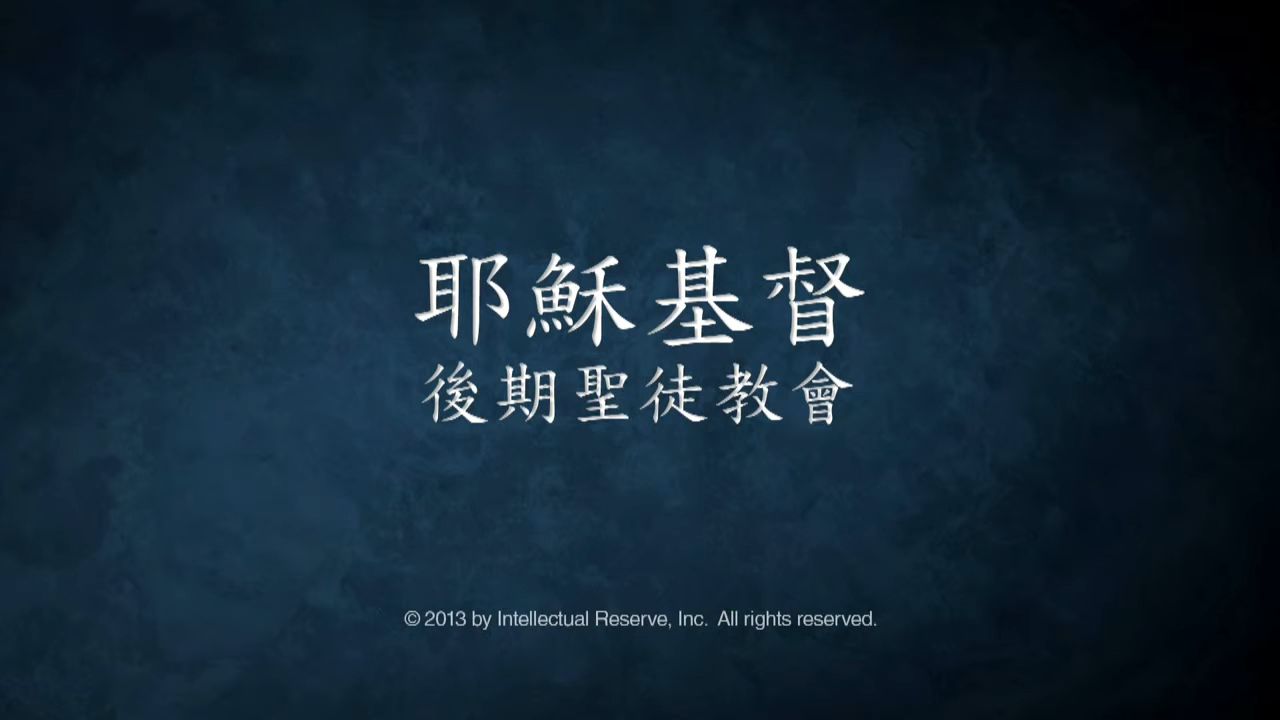 耶穌基督
後期聖徒教會
© 2013 by Intellectual Reserve, Inc. All rights reserved.